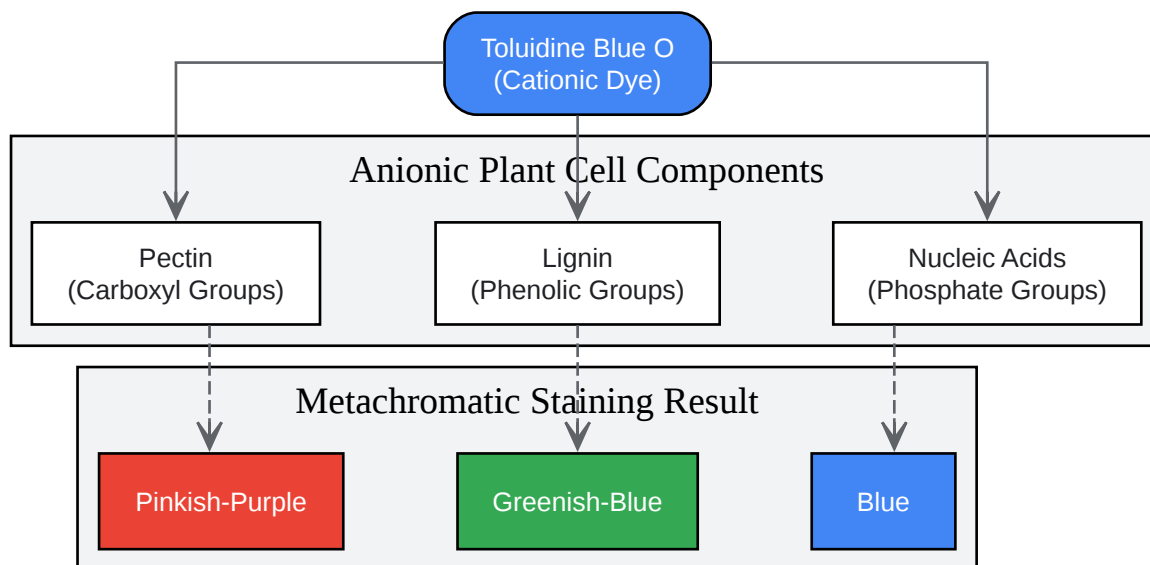 Toluidine Blue O
(Cationic Dye)
Anionic Plant Cell Components
Pectin
(Carboxyl Groups)
Lignin
(Phenolic Groups)
Nucleic Acids
(Phosphate Groups)
Metachromatic Staining Result
Pinkish-Purple
Greenish-Blue
Blue